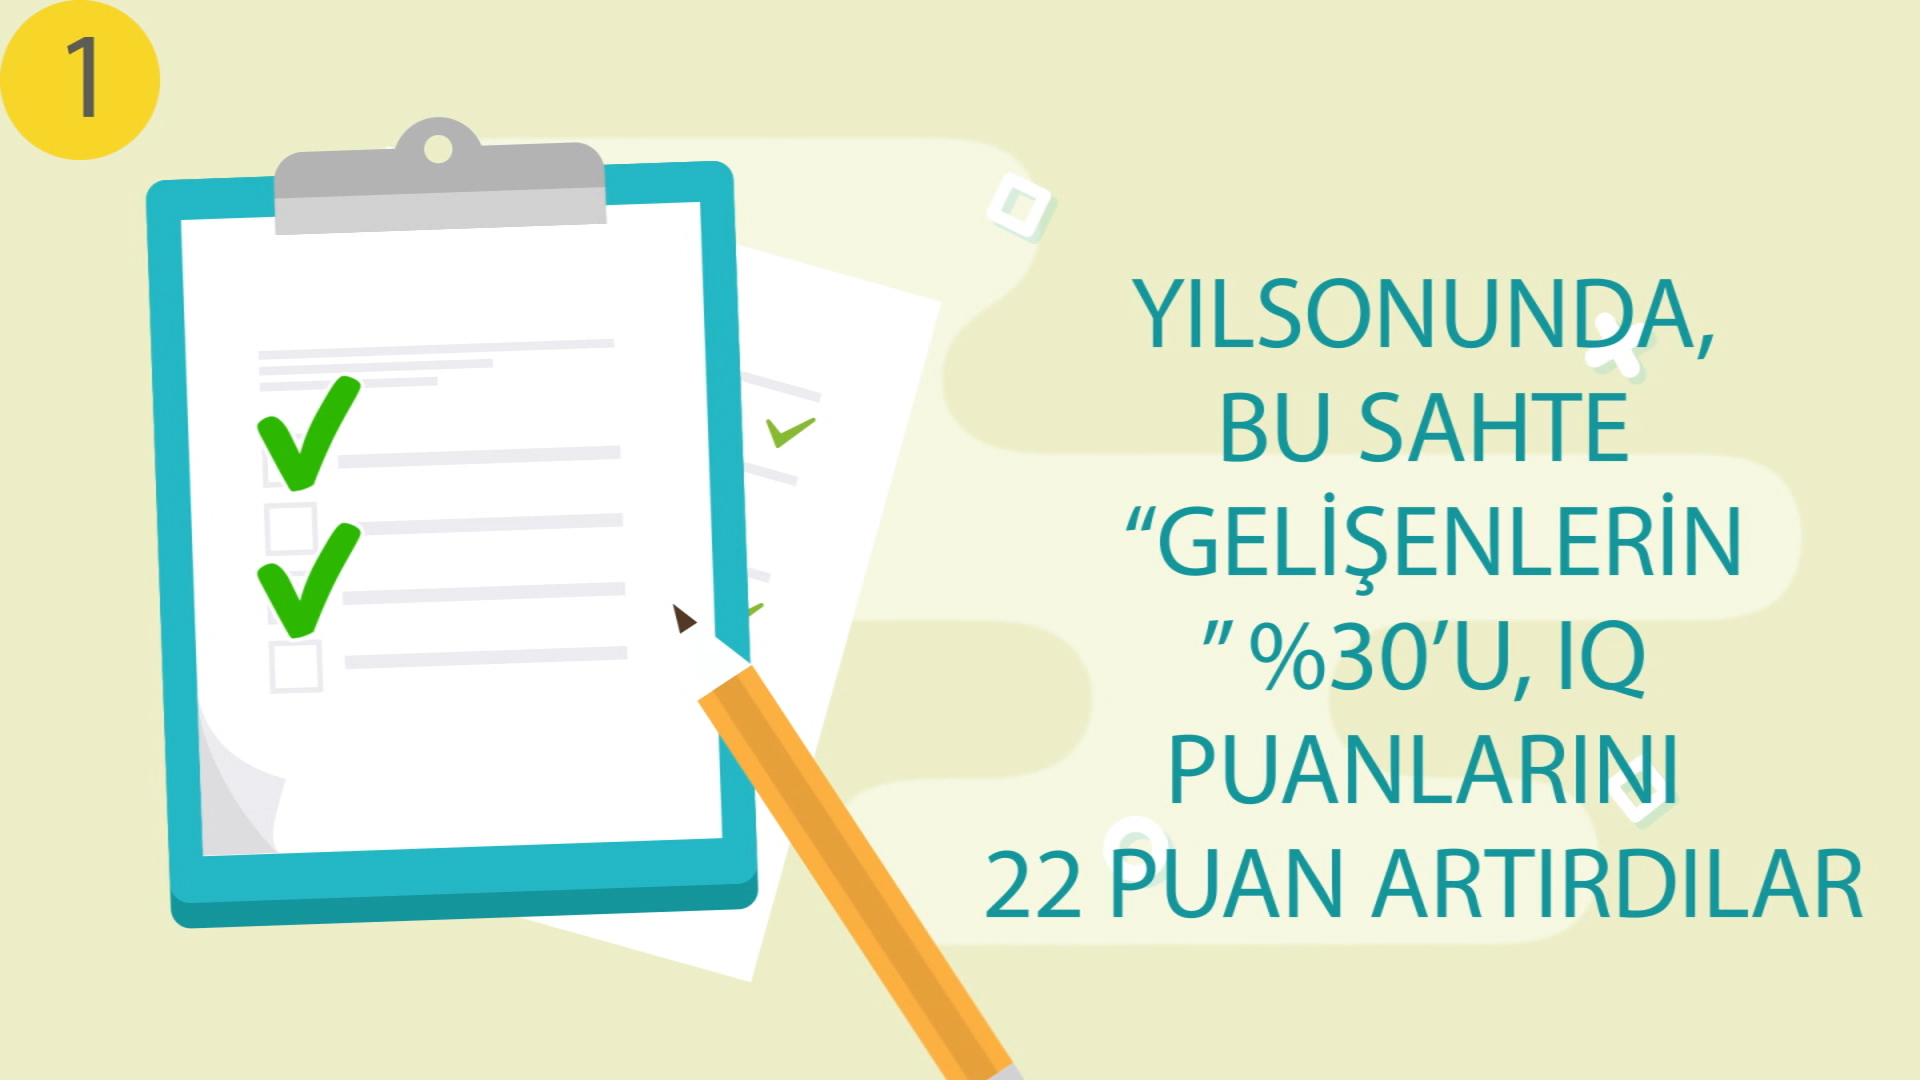 1
YILSONUNDA,
BU SAHTE
“GELİŞENLERİN
” %30’U, IQ
PUANLARINI
22 PUAN ARTIRDILAR